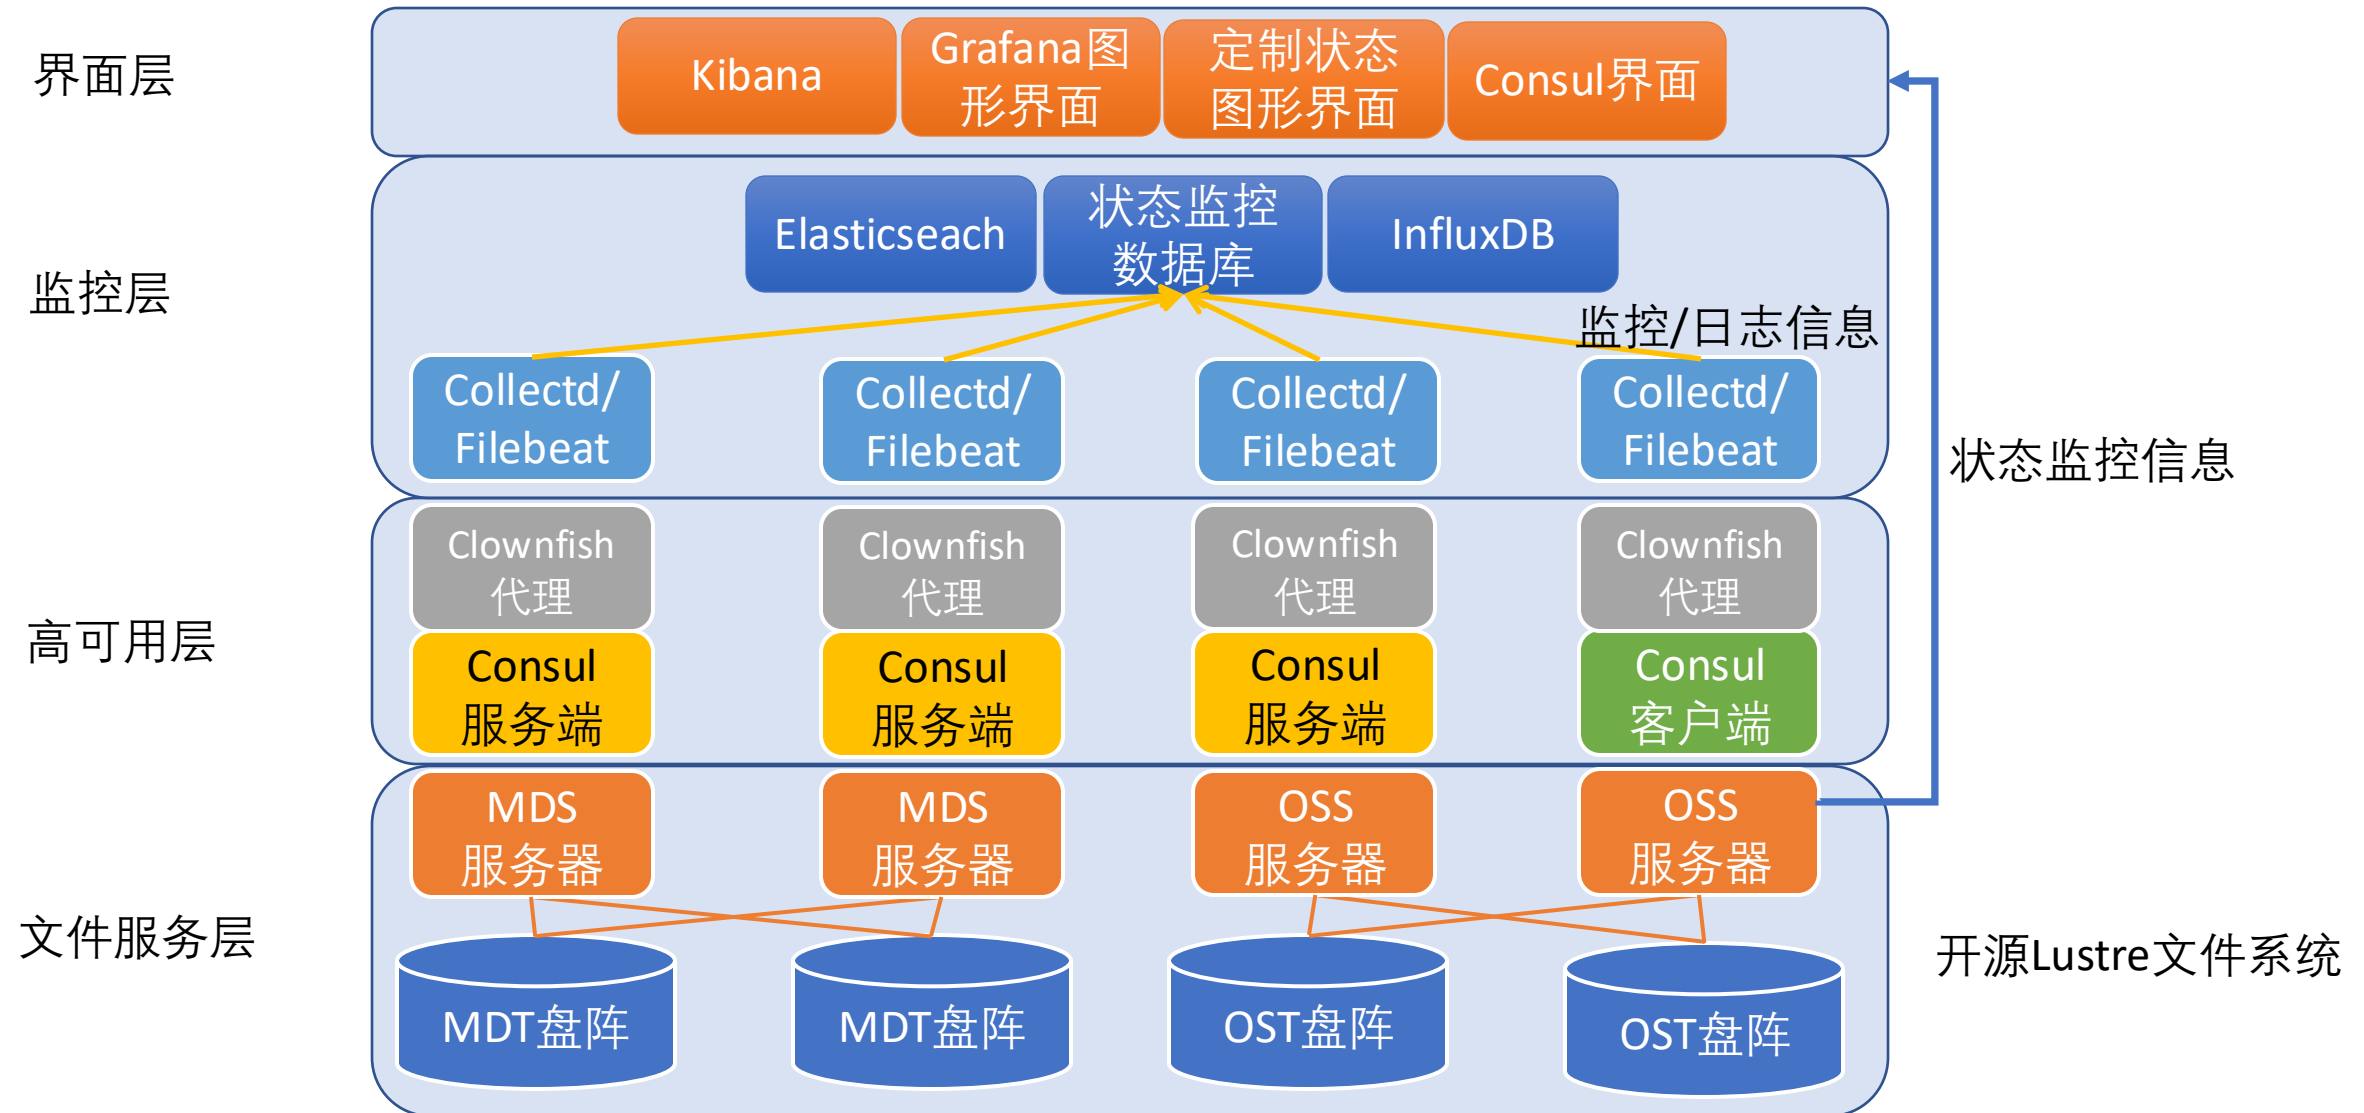 界面层
Kibana
Grafana图
形界面
定制状态
图形界面
Consul界面
监控层
Elasticseach
状态监控
数据库
InfluxDB
监控/日志信息
Collectd/
Filebeat
Collectd/
Filebeat
Collectd/
Filebeat
Collectd/
Filebeat
状态监控信息
高可用层
Clownfish
代理
Clownfish
代理
Clownfish
代理
Clownfish
代理
Consul
服务端
Consul
服务端
Consul
服务端
Consul
客户端
文件服务层
MDS
服务器
MDS
服务器
OSS
服务器
OSS
服务器
MDT盘阵
MDT盘阵
OST盘阵
OST盘阵
开源Lustre文件系统